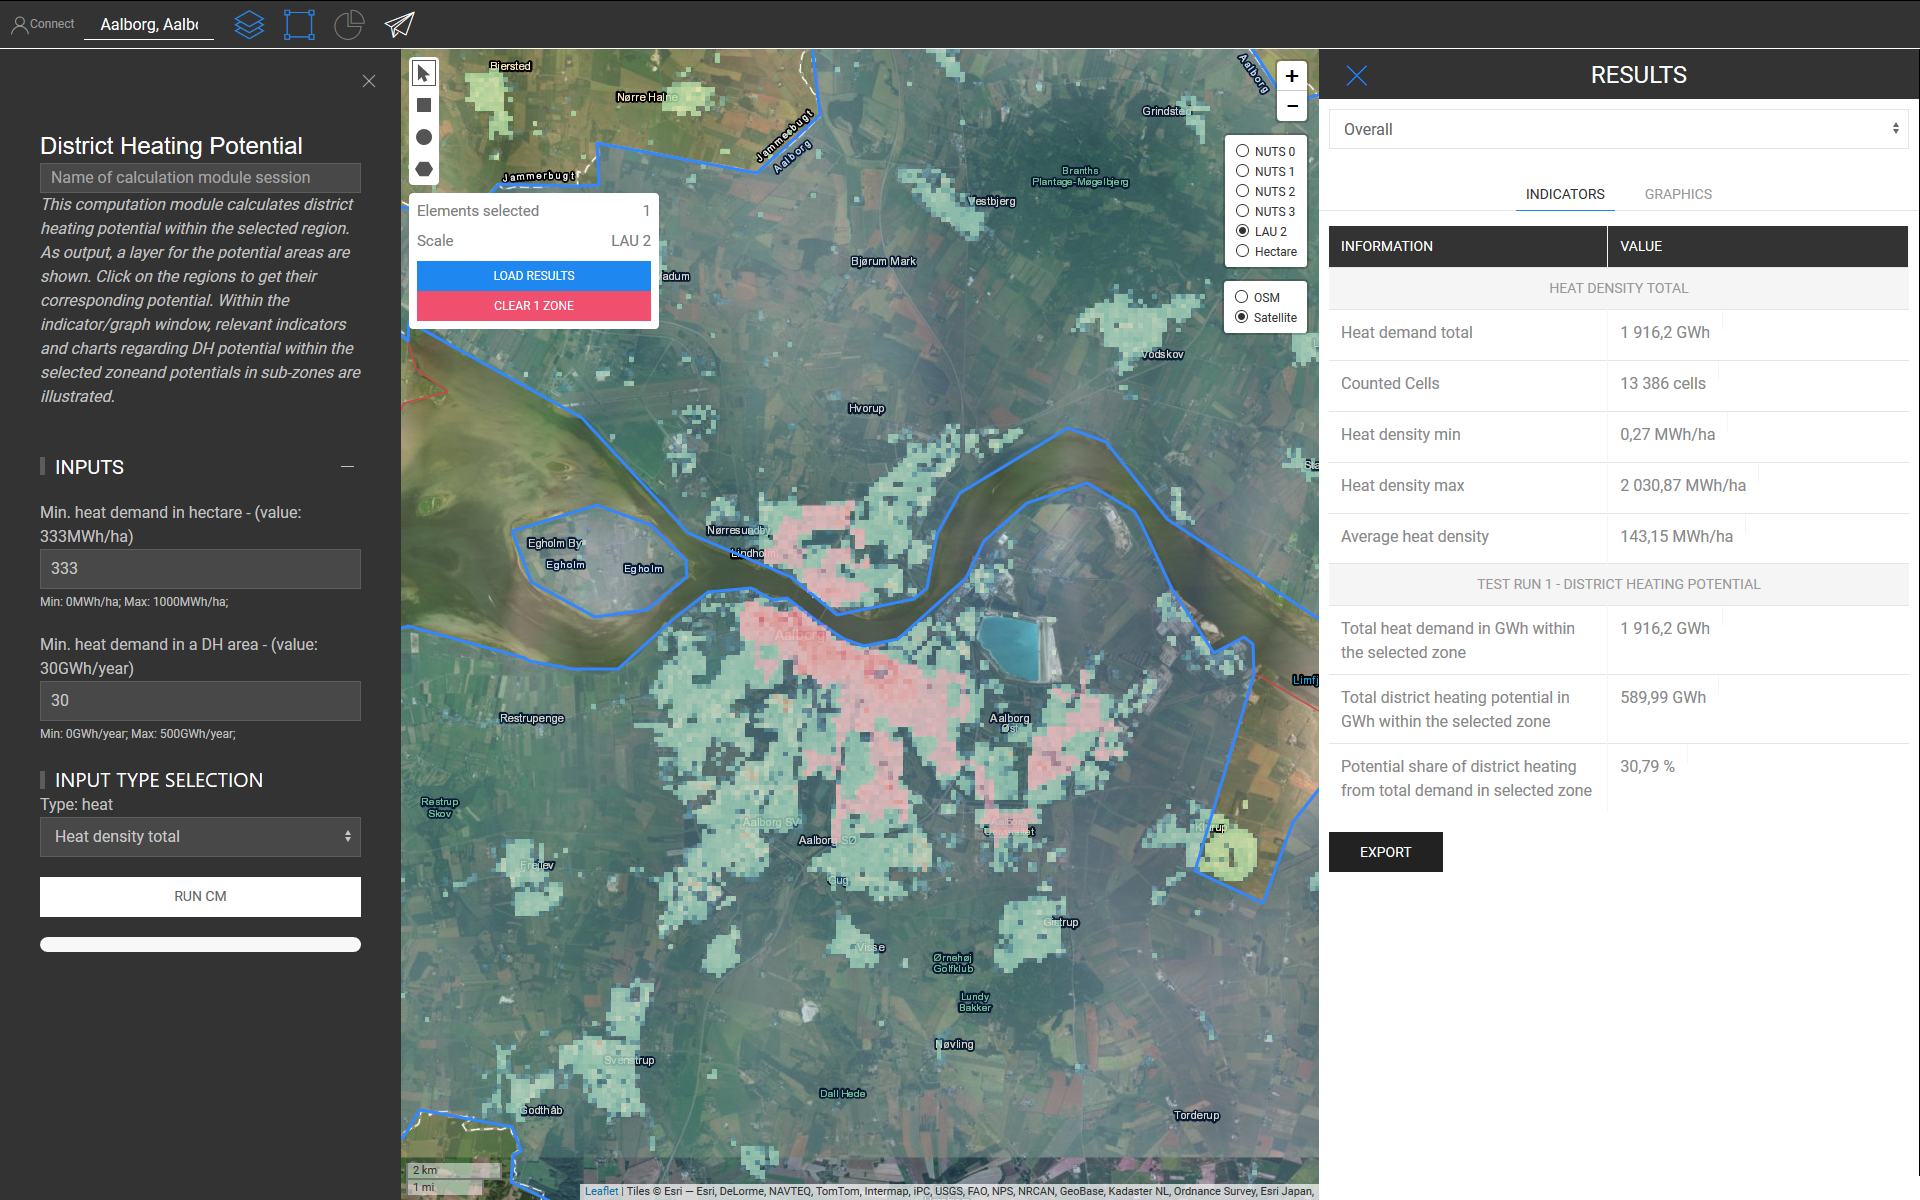 Connect
Aalborg, Aalb
District Heating Potential
Name of calculation module session
This computation module calculates district
heating potential within the selected region.
As output, a layer for the potential areas are
shown. Click on the regions to get their
corresponding potential. Within the
indicator/graph window, relevant indicators
and charts regarding DH potential within the
selected zoneand potentials in sub-zones are
illustrated.
INPUTS
Min. heat demand in hectare - (value:
333MWh/ha)
333
Min: 0MWh/ha; Max: 1000MWh/ha;
Min. heat demand in a DH area - (value:
30GWh/year)
30
Min: 0GWh/year; Max: 500GWh/year;
INPUT TYPE SELECTION
Type: heat
Heat density total
RUN CM
Elements selected 1
Scale LAU 2
LOAD RESULTS
CLEAR 1 ZONE
Biersted
Nørre Halne
Jammerbugt
Jammerbugt
Aalborg
Aalborg
Grindsted
Branths
Plantage-Møgelbjerg
Vestbjerg
Bjørum Mark
adum
Vodskov
Hvorup
Nørresundby
Lindholm
Egholm By
Egholm
Egholm
Aalborg
Restrupenge
Aalborg
Øst
Limfj
Restrup
Skov
Aalborg SV
Aalborg SØ
Klarup
Frejlev
Gug
Visse
Gistrup
Ørnehøj
Golfklub
Lundy
Bakker
Nøvling
Svenstrup
Dall Hede
Godthåb
Torderup
+
−
NUTS 0
NUTS 1
NUTS 2
NUTS 3
LAU 2
Hectare
OSM
Satellite
2 km
1 mi
Leaflet | Tiles © Esri — Esri, DeLorme, NAVTEQ, TomTom, Intermap, iPC, USGS, FAO, NPS, NRCAN, GeoBase, Kadaster NL, Ordnance Survey, Esri Japan,
RESULTS
Overall
INDICATORS GRAPHICS
INFORMATION VALUE
HEAT DENSITY TOTAL
Heat demand total 1 916,2 GWh
Counted Cells 13 386 cells
Heat density min 0,27 MWh/ha
Heat density max 2 030,87 MWh/ha
Average heat density 143,15 MWh/ha
TEST RUN 1 - DISTRICT HEATING POTENTIAL
Total heat demand in GWh within 1 916,2 GWh
the selected zone
Total district heating potential in 589,99 GWh
GWh within the selected zone
Potential share of district heating 30,79 %
from total demand in selected zone
EXPORT